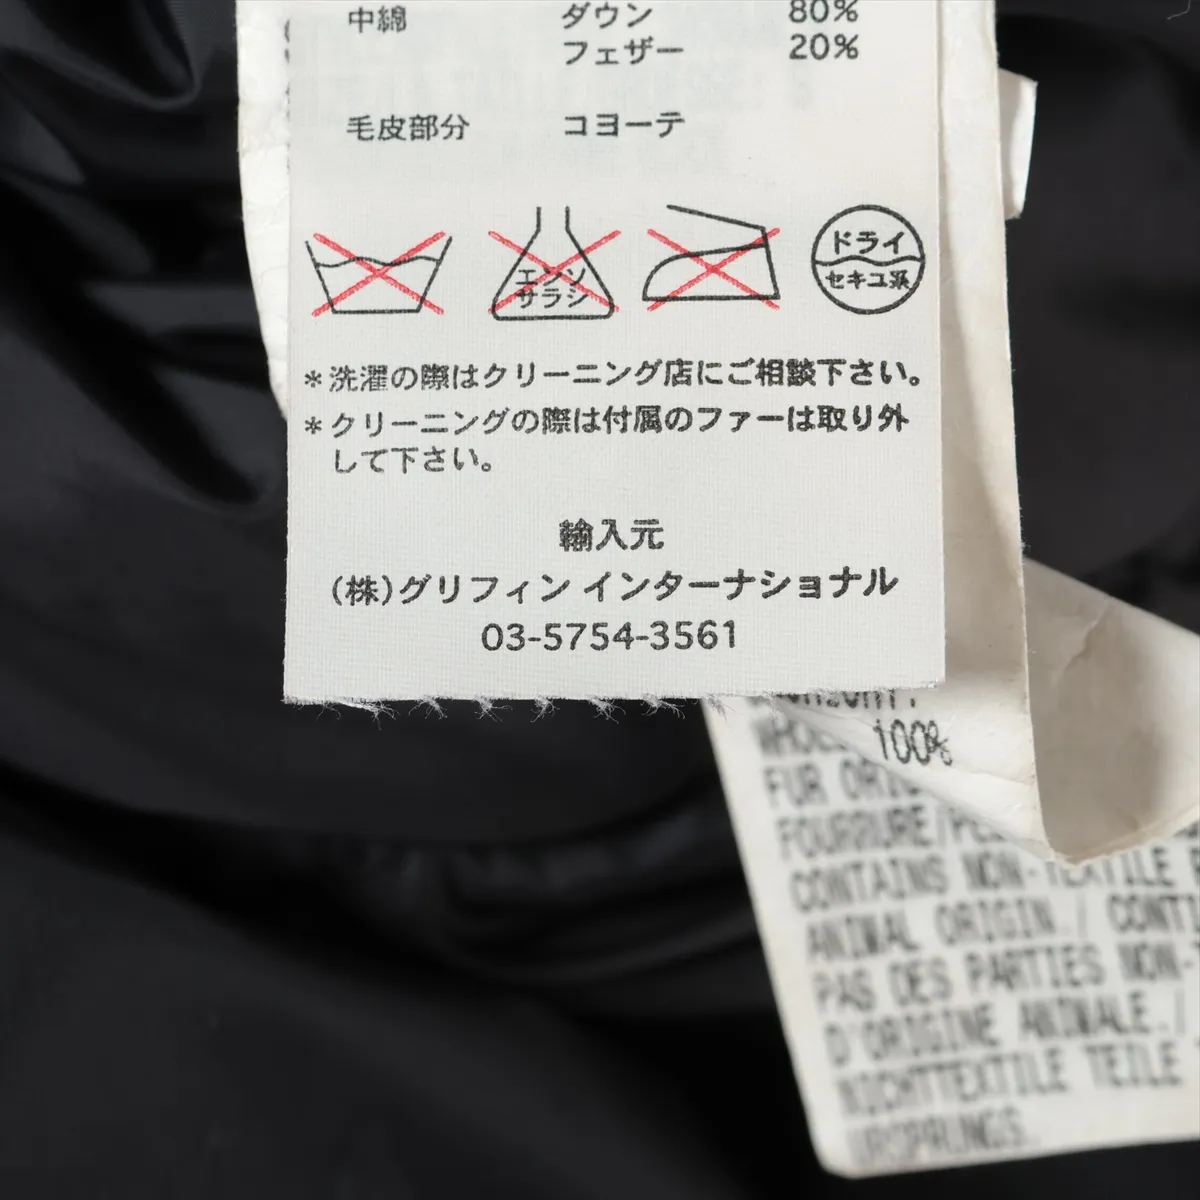 中綿 ダウン 80%
フェザー 20%
毛皮部分 コヨーテ
エンソ
サラシ
ドライ
セキユ系
*洗濯の際はクリーニング店にご相談下さい。
*クリーニングの際は付属のファーは取り外
して下さい。
輸入元
(株)グリフィン インターナショナル
03-5754-3561
100%
FUR
FOURRURE/
CONTAINS NON-TEXTILE
ANIMAL ORIGIN./
PAS DES PARTIES NON-
D'ORIGINE ANIMALE./
NICHTTEXTILE TEILE
URSPRUNGS.